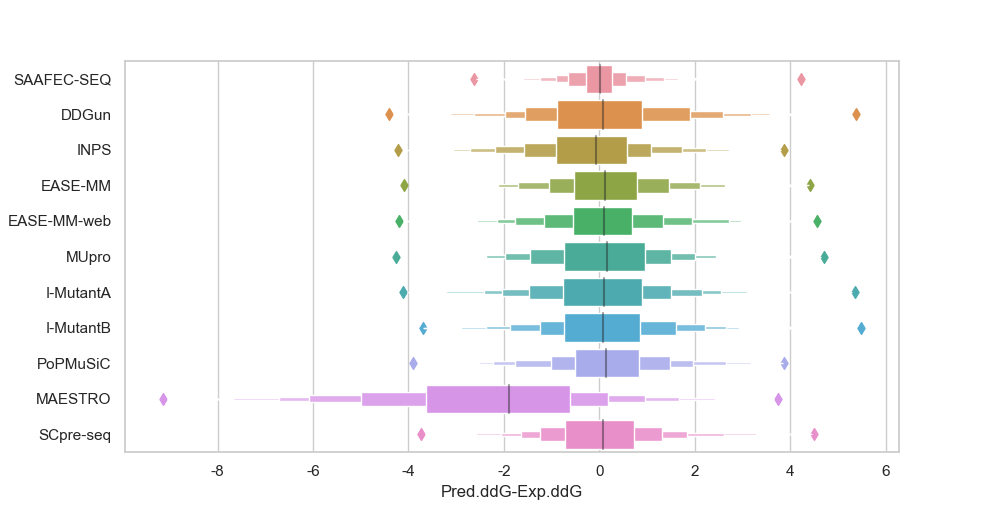 SAAFEC-SEQ
DDGun
INPS
EASE-MM
EASE-MM-web
MUpro
I-MutantA
I-MutantB
PoPMuSiC
MAESTRO
SCpre-seq
-8 -6 -4 -2 0 2 4 6
Pred.ddG-Exp.ddG